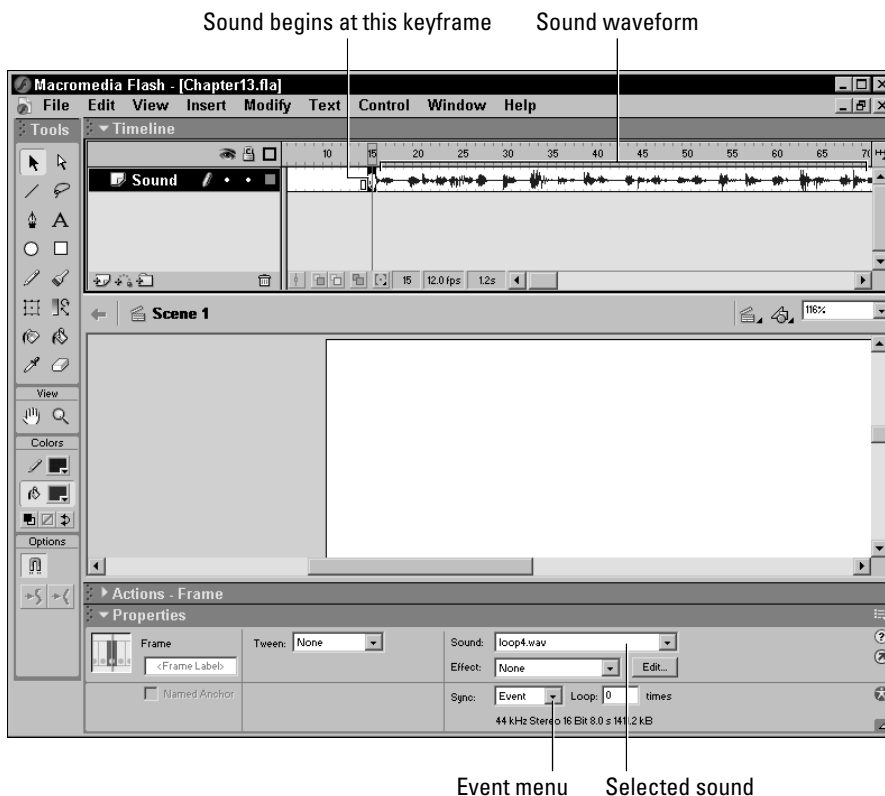 Sound begins at this keyframe
Sound waveform
Macromedia Flash - [Chapter13.fla]
File Edit View Insert Modify Text Control Window Help
Tools
Timeline
10 15 20 25 30 35 40 45 50 55 60 65 70
Sound
15 12.0 fps 1.2s
Scene 1
116%
View
Colors
Options
Actions - Frame
Properties
Frame
Tween: None
Sound: loop4.wav
<Frame Label>
Effect: None
Edit...
Named Anchor
Sync: Event
Loop: 0 times
44 kHz Stereo 16 Bit 8.0 s 1411.2 kB
Event menu
Selected sound